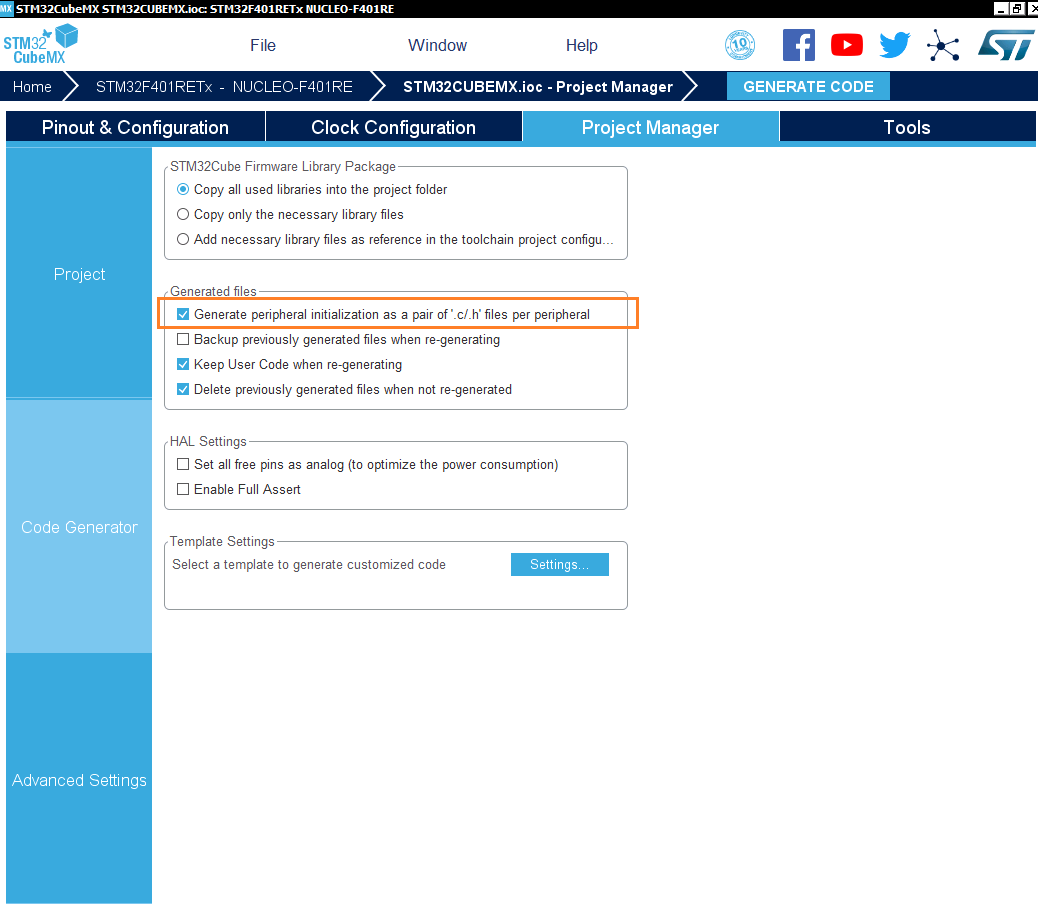 MX STM32CubeMX STM32CUBEMX.ioc: STM32F401RETx NUCLEO-F401RE
STM32
CubeMX
File
Window
Help
10
ST
Home
STM32F401RETx - NUCLEO-F401RE
STM32CUBEMX.ioc - Project Manager
GENERATE CODE
Pinout & Configuration
Clock Configuration
Project Manager
Tools
Project
Code Generator
Advanced Settings
STM32Cube Firmware Library Package
Copy all used libraries into the project folder
Copy only the necessary library files
Add necessary library files as reference in the toolchain project configu...
Generated files
Generate peripheral initialization as a pair of '.c/.h' files per peripheral
Backup previously generated files when re-generating
Keep User Code when re-generating
Delete previously generated files when not re-generated
HAL Settings
Set all free pins as analog (to optimize the power consumption)
Enable Full Assert
Template Settings
Select a template to generate customized code
Settings...